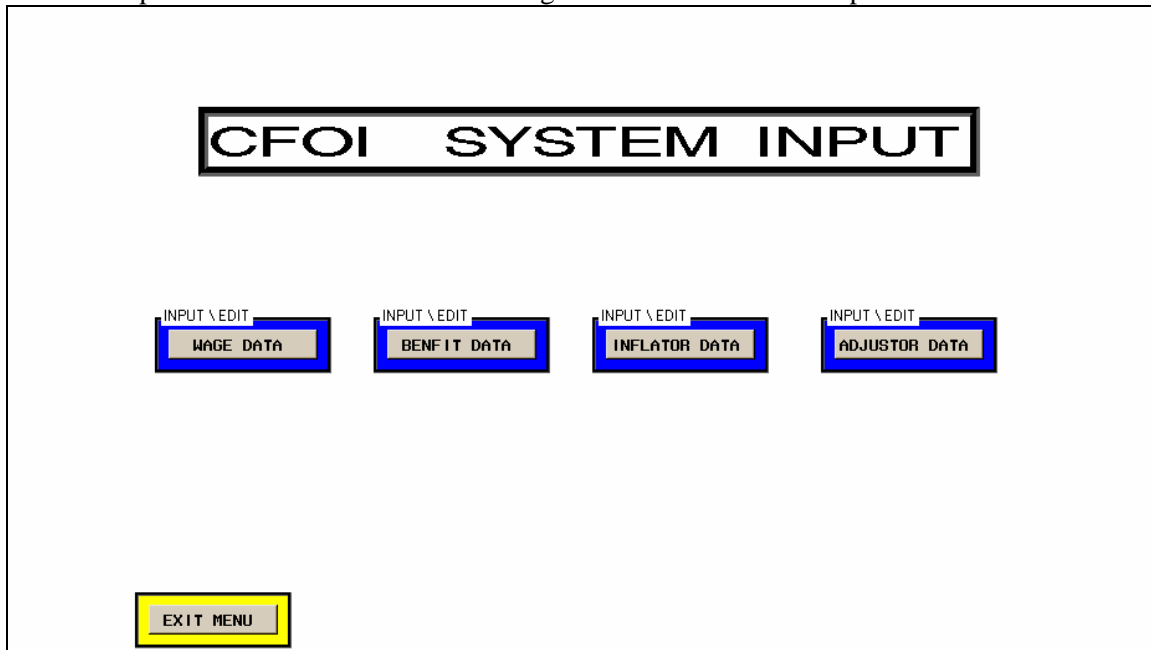 CFOI SYSTEM INPUT
INPUT \ EDIT INPUT \ EDIT INPUT \ EDIT INPUT \ EDIT
WAGE DATA BENFIT DATA INFLATOR DATA ADJUSTOR DATA
EXIT MENU